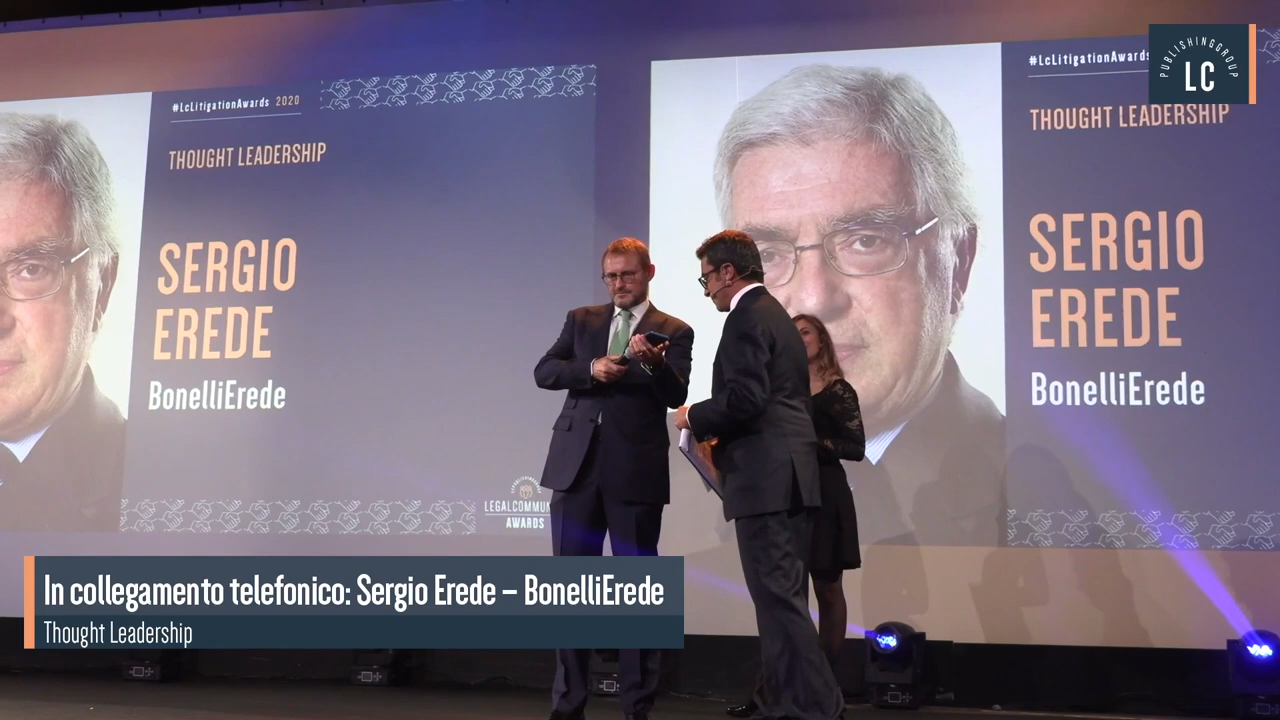 #LcLitigationAwards 2020
THOUGHT LEADERSHIP
SERGIO
EREDE
BonelliErede
LEGALCOMMUN
AWARDS
#LcLitigationAwards
THOUGHT LEADERSHIP
SERGIO
EREDE
BonelliErede
PUBLISHINGGROUP
LC
In collegamento telefonico: Sergio Erede – BonelliErede
Thought Leadership